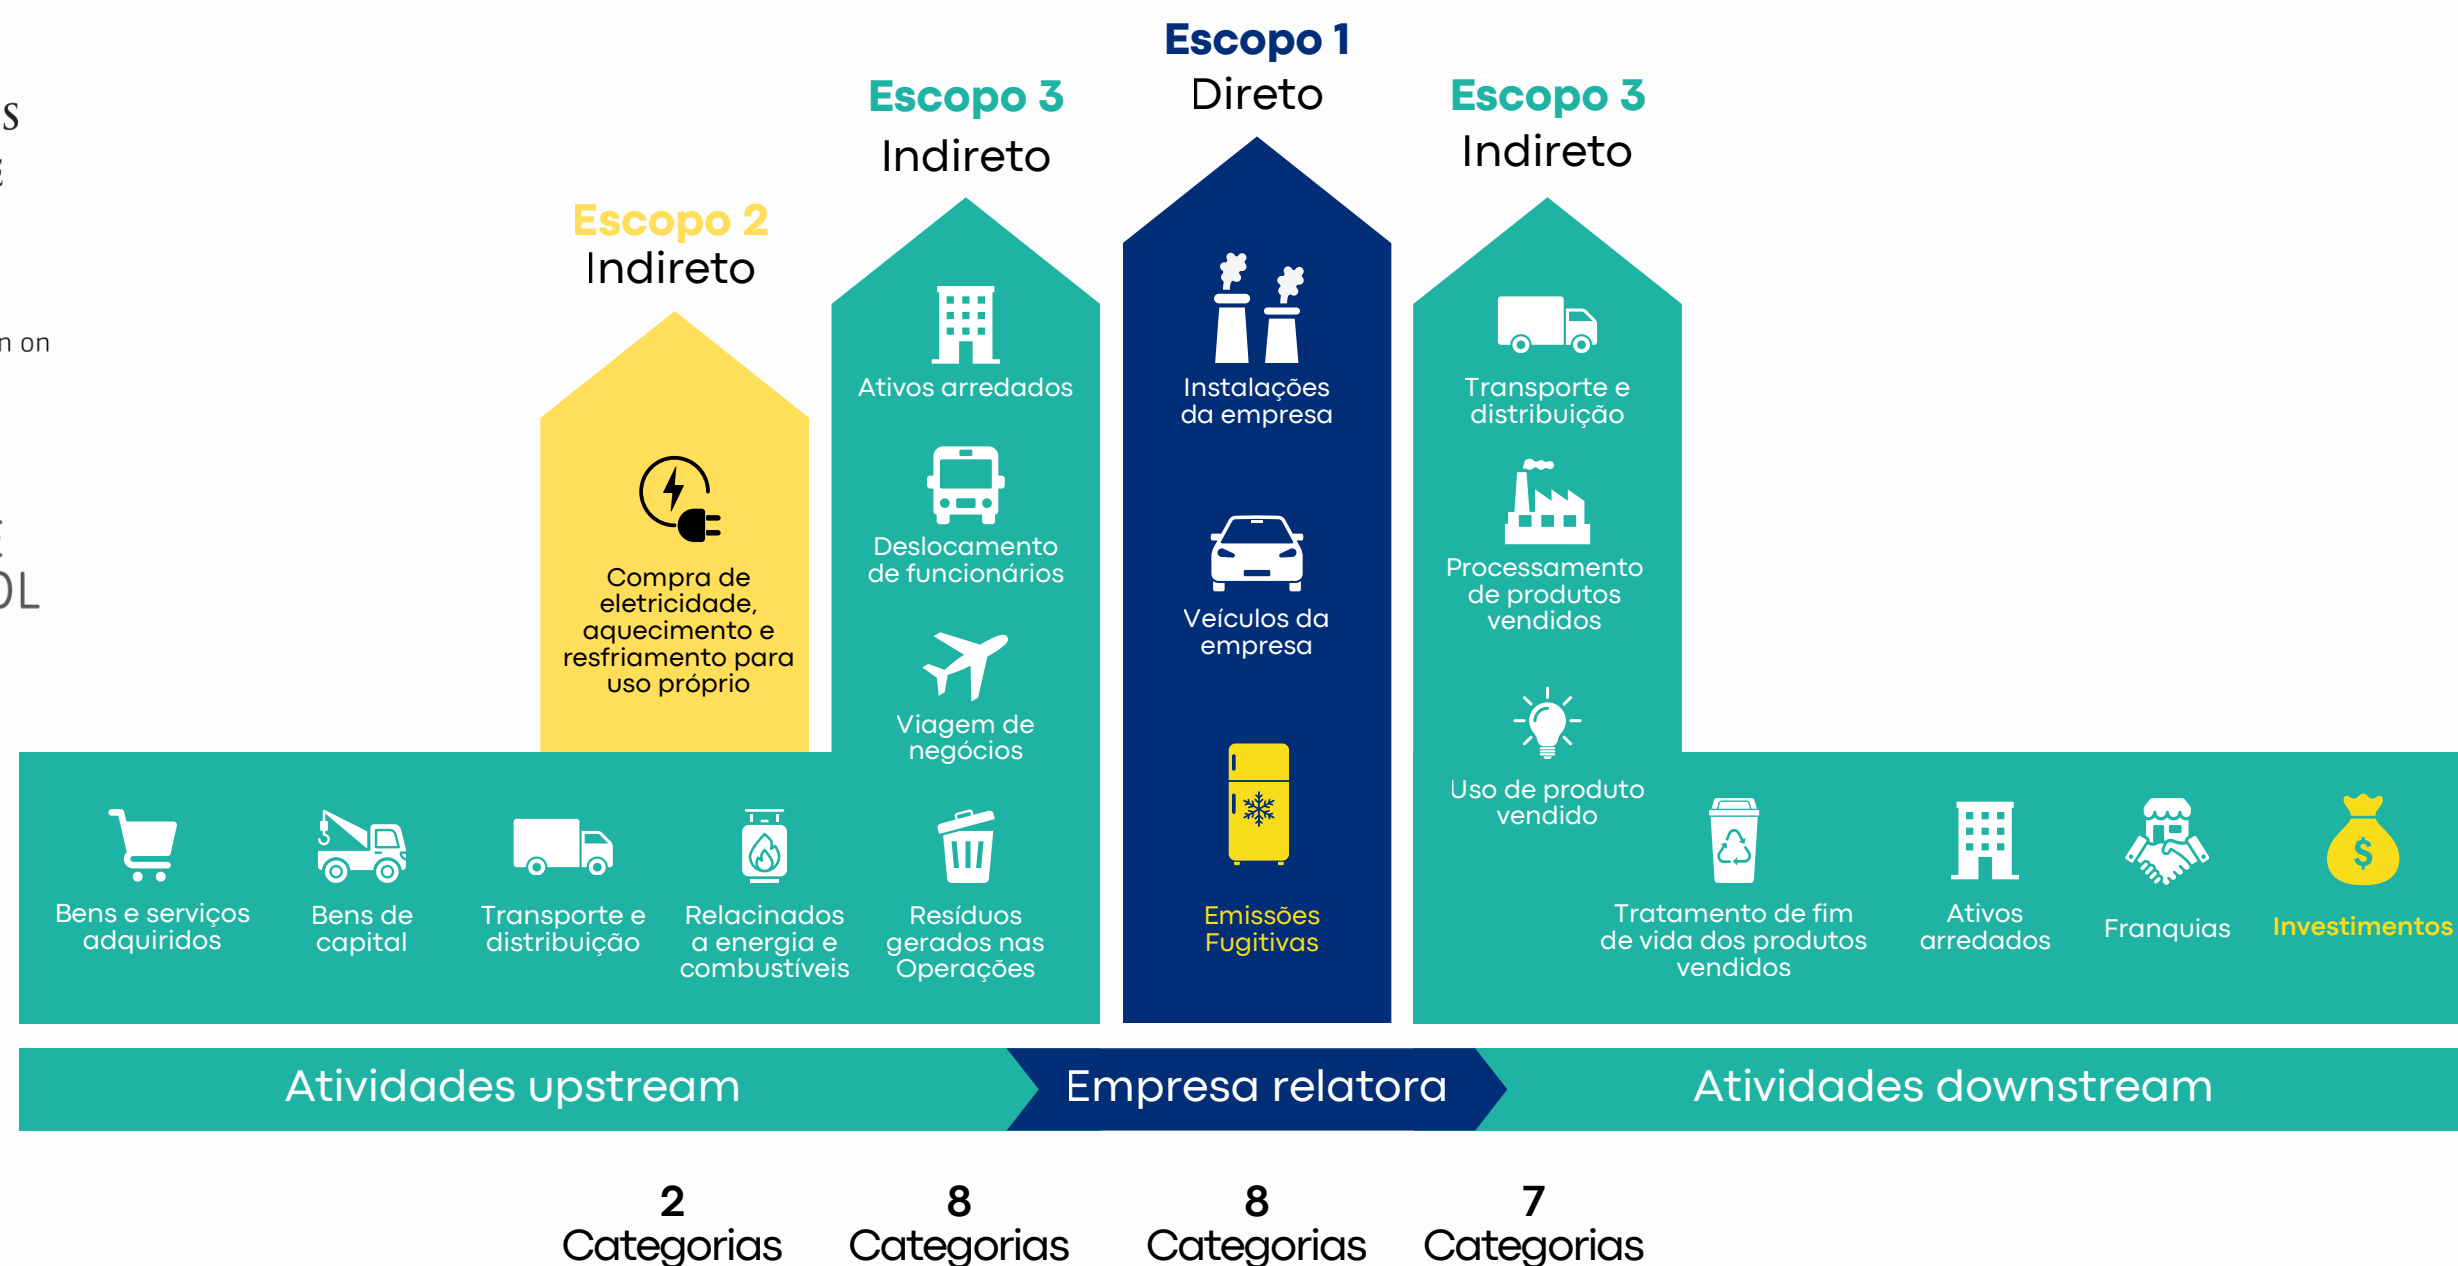 Escopo 1
Direto
Escopo 3
Indireto
Escopo 3
Indireto
Escopo 2
Indireto
n on
OL
Compra de
eletricidade,
aquecimento e
resfriamento para
uso próprio
Ativos arredados
Deslocamento
de funcionários
Viagem de
negócios
Instalações
da empresa
Veículos da
empresa
Emissões
Fugitivas
Transporte e
distribuição
Processamento
de produtos
vendidos
Uso de produto
vendido
Bens e serviços
adquiridos
Bens de
capital
Transporte e
distribuição
Relacinados
a energia e
combustíveis
Resíduos
gerados nas
Operações
Tratamento de fim
de vida dos produtos
vendidos
Ativos
arredados
Franquias
$
Investimentos
Atividades upstream
Empresa relatora
Atividades downstream
2
Categorias
8
Categorias
8
Categorias
7
Categorias